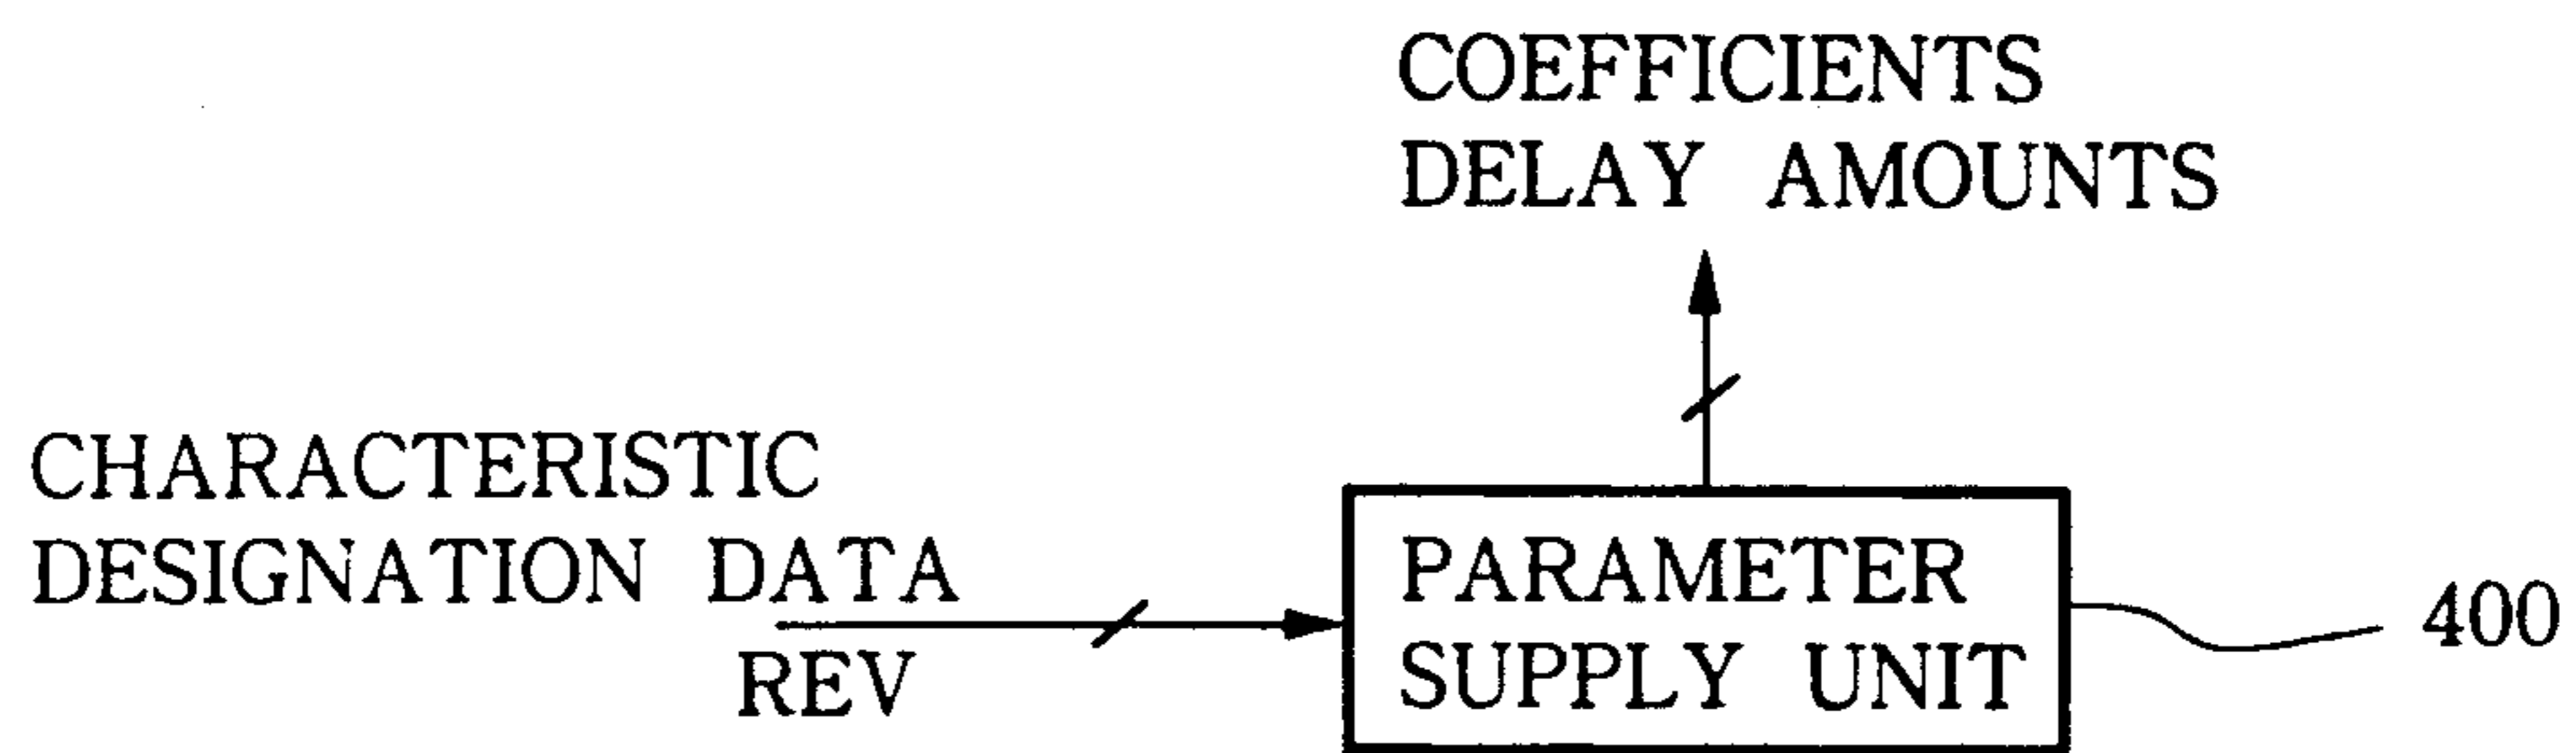 COEFFICIENTS
DELAY AMOUNTS
CHARACTERISTIC
DESIGNATION DATA
REV
PARAMETER
SUPPLY UNIT
400